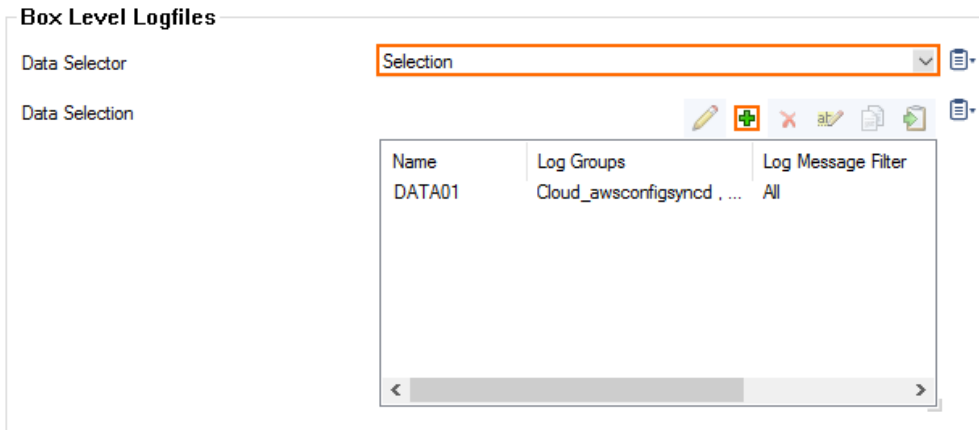 Box Level Logfiles
Data Selector Selection
Data Selection
Name Log Groups Log Message Filter
DATA01 Cloud_awsconfigsyncd , ... All